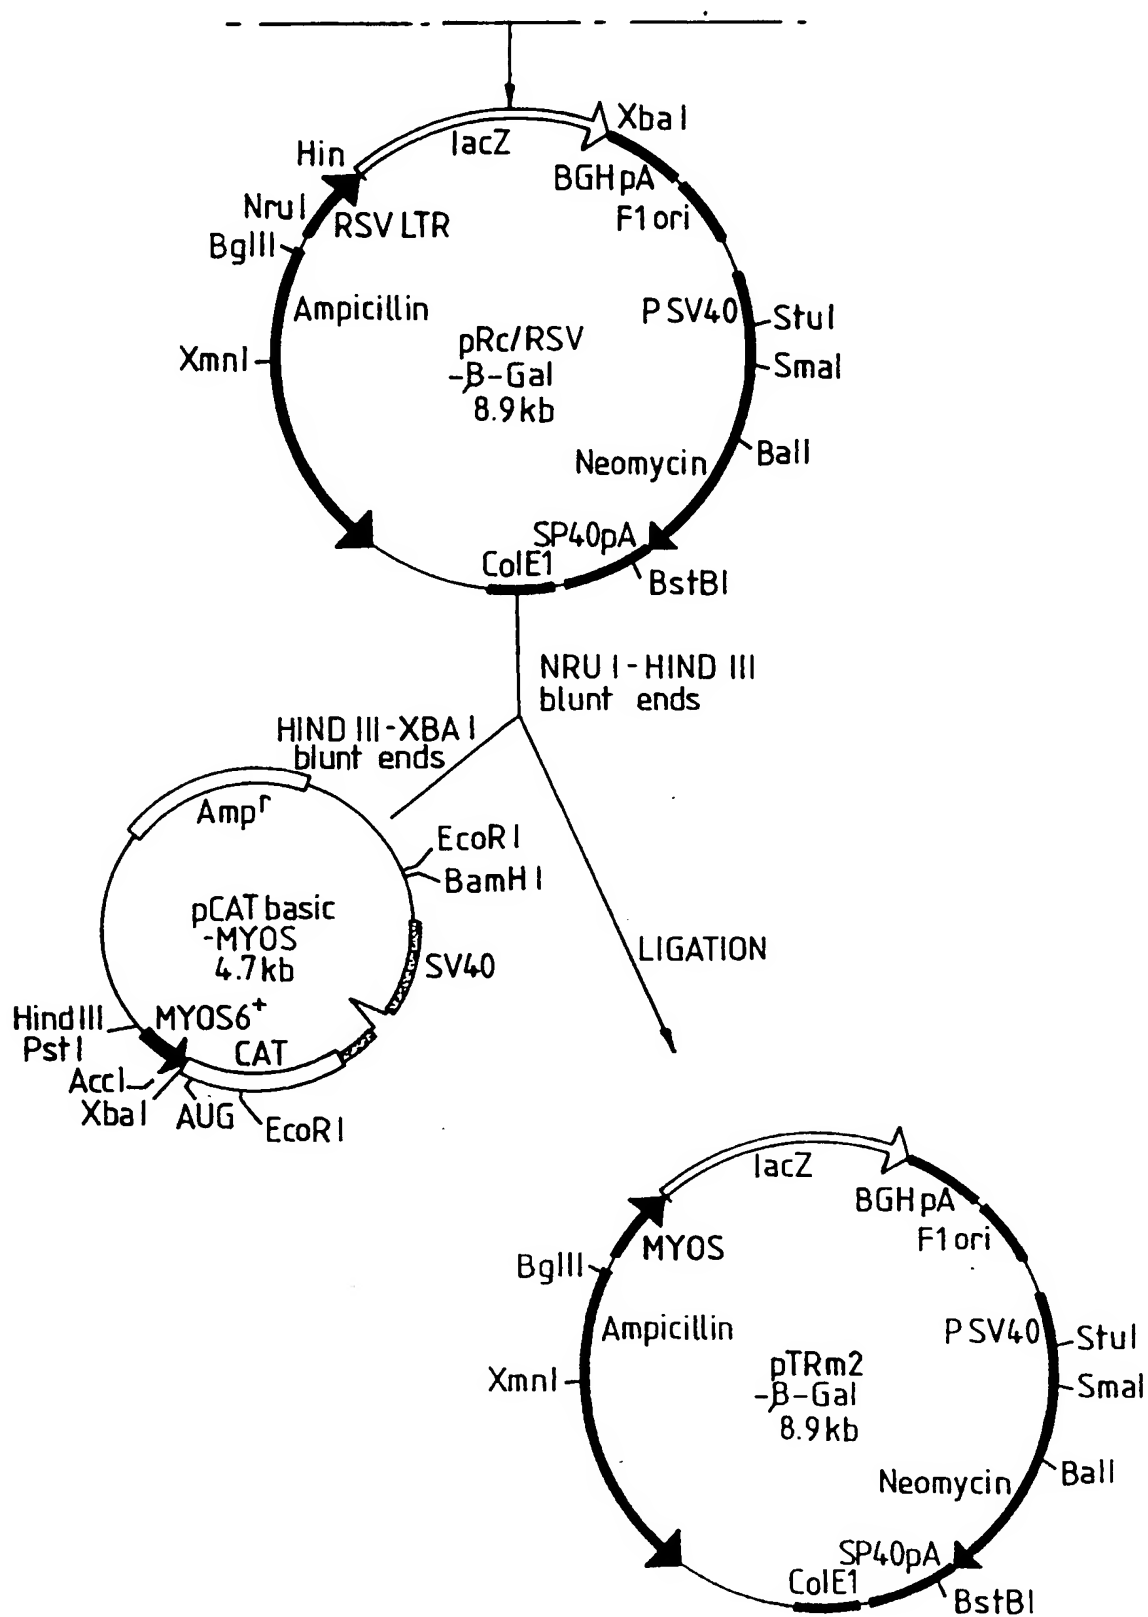 XbaI
lacZ
Hin
BGHpA
NruI
RSV LTR
F1 ori
BglII
Ampicillin
PSV40
StuI
XmnI
pRc/RSV
-β-Gal
8.9kb
SmaI
BalI
Neomycin
SP40pA
ColE1
BstBI
NRU I - HIND III
blunt ends
HIND III - XBA I
blunt ends
Ampr
EcoRI
BamHI
pCATbasic
-MYOS
4.7kb
SV40
LIGATION
HindIII
MYOS6+
PstI
CAT
AccI
XbaI
AUG
EcoRI
lacZ
BGHpA
MYOS
F1 ori
BglII
Ampicillin
PSV40
StuI
XmnI
pTRm2
-β-Gal
8.9kb
SmaI
BalI
Neomycin
SP40pA
ColE1
BstBI